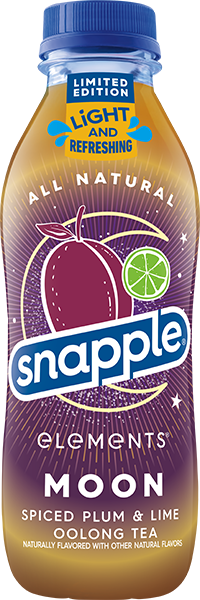 LIMITED
EDITION
LiGHT
AND
REFRESHING
ALL NATURAL
snapple®
eLeMeNTS®
MOON
SPICED PLUM & LIME
OOLONG TEA
NATURALLY FLAVORED WITH OTHER NATURAL FLAVORS